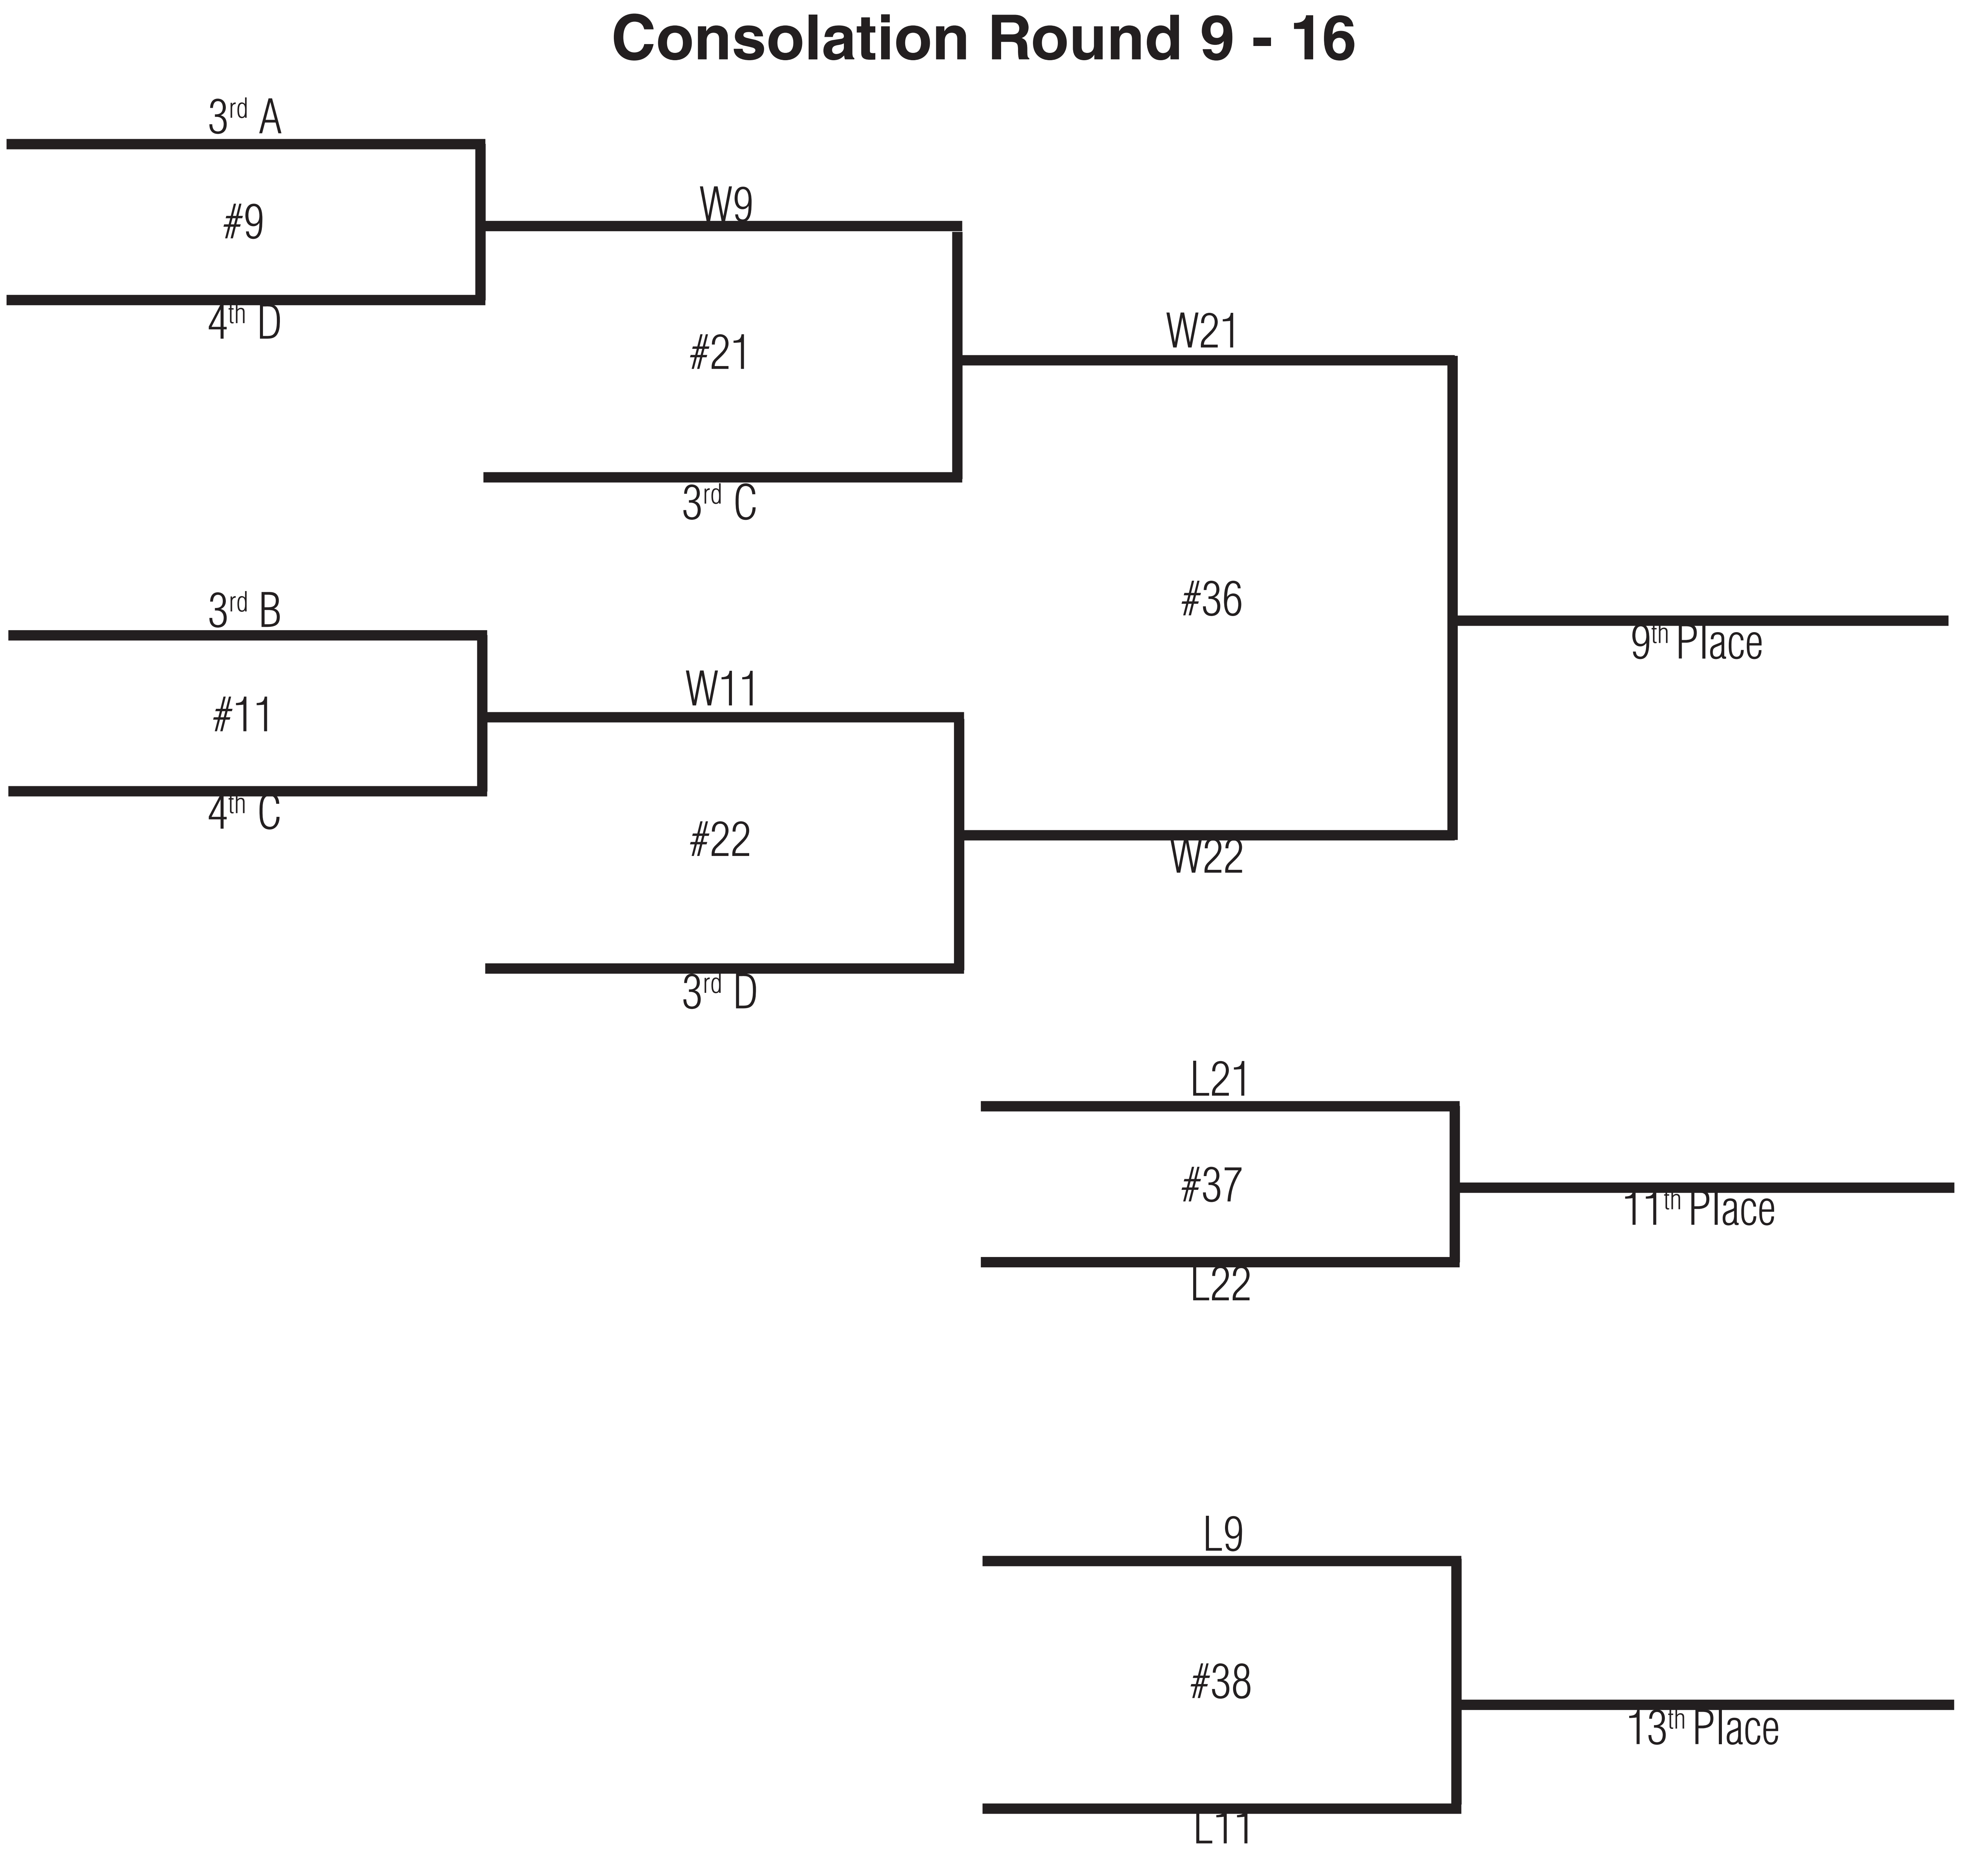 Consolation Round 9 - 16
3rd A
#9
4th D
W9
#21
3rd C
W21
#36
W22
9th Place
3rd B
#11
4th C
W11
#22
3rd D
L21
#37
L22
11th Place
L9
#38
L11
13th Place